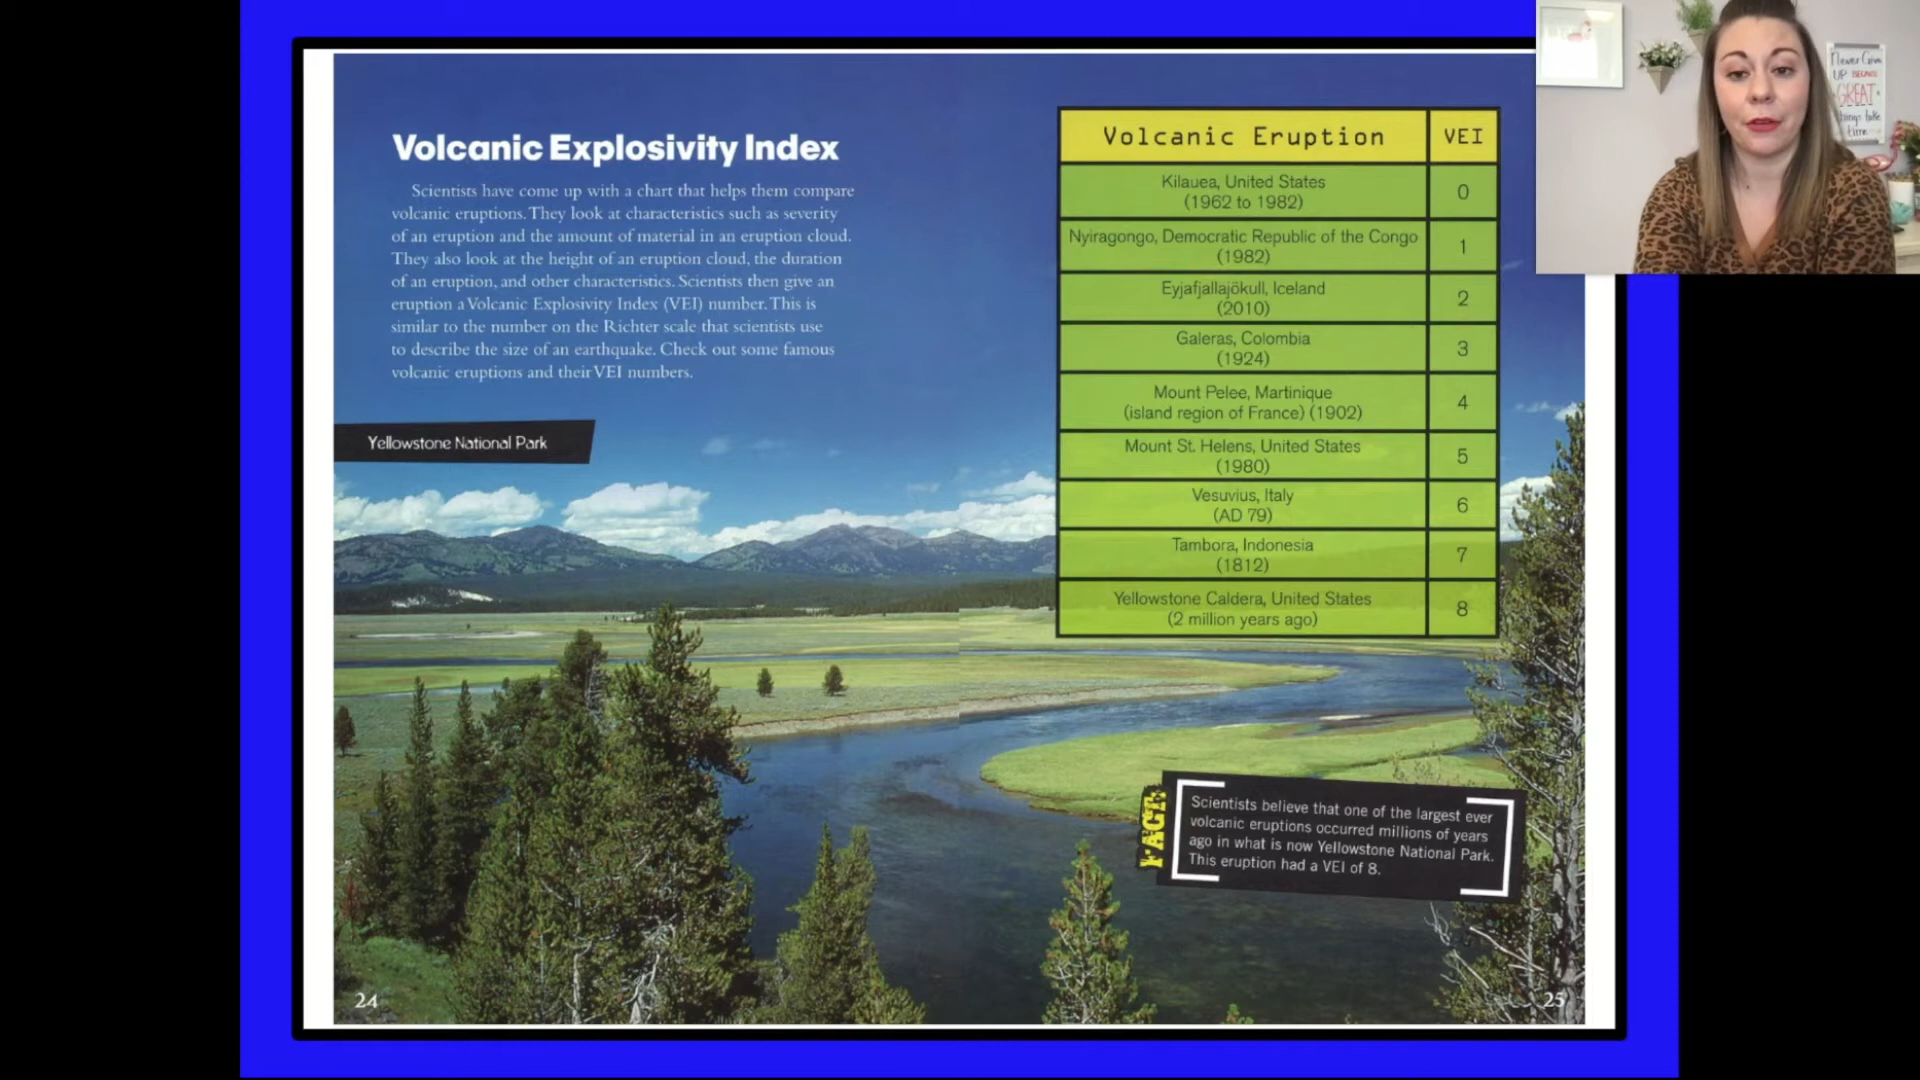 Volcanic Explosivity Index
Scientists have come up with a chart that helps them compare
volcanic eruptions. They look at characteristics such as severity
of an eruption and the amount of material in an eruption cloud.
They also look at the height of an eruption cloud, the duration
of an eruption, and other characteristics. Scientists then give an
eruption a Volcanic Explosivity Index (VEI) number. This is
similar to the number on the Richter scale that scientists use
to describe the size of an earthquake. Check out some famous
volcanic eruptions and their VEI numbers.
Yellowstone National Park
Volcanic Eruption VEI
Kilauea, United States
(1962 to 1982) 0
Nyiragongo, Democratic Republic of the Congo
(1982) 1
Eyjafjallajökull, Iceland
(2010) 2
Galeras, Colombia
(1924) 3
Mount Pelee, Martinique
(island region of France) (1902) 4
Mount St. Helens, United States
(1980) 5
Vesuvius, Italy
(AD 79) 6
Tambora, Indonesia
(1812) 7
Yellowstone Caldera, United States
(2 million years ago) 8
FACT
Scientists believe that one of the largest ever
volcanic eruptions occurred millions of years
ago in what is now Yellowstone National Park.
This eruption had a VEI of 8.
24
25
Never Give
UP BECAUSE
GREAT
things take
time.